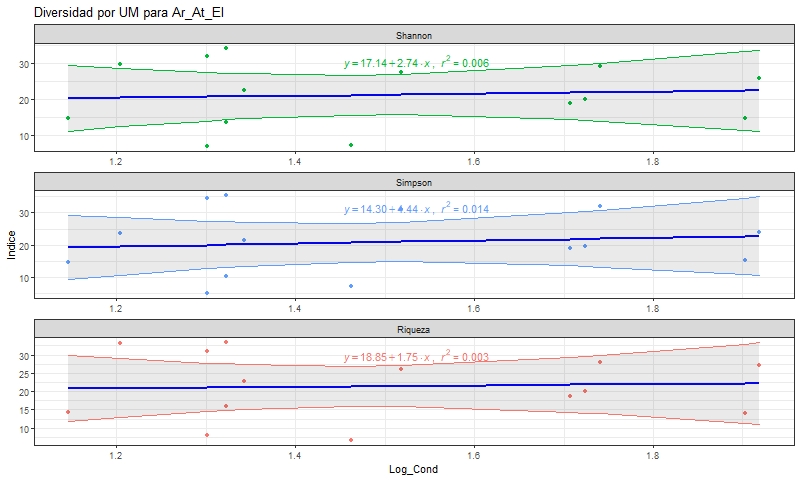 Diversidad por UM para Ar_At_El
Shannon
y = 17.14 + 2.74 · x ,  r² = 0.006
30
20
10
1.2 1.4 1.6 1.8
Simpson
y = 14.30 + 4.44 · x ,  r² = 0.014
30
20
10
1.2 1.4 1.6 1.8
Indice
Riqueza
y = 18.85 + 1.75 · x ,  r² = 0.003
30
25
20
15
10
1.2 1.4 1.6 1.8
Log_Cond